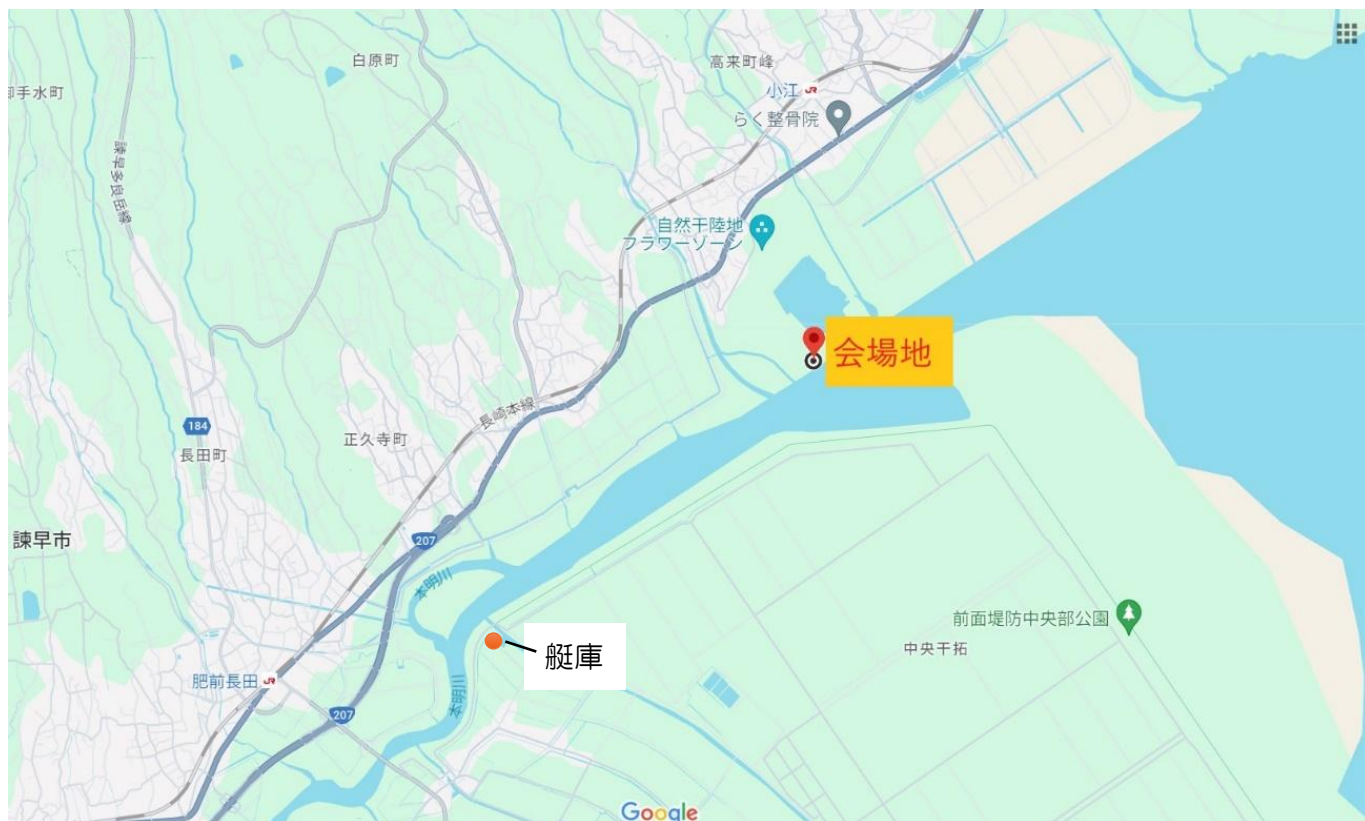 白原町
高来町峰
御手水町
小江
らく整骨院
諫早多良岳線
自然干陸地
フラワーゾーン
会場地
長崎本線
184
正久寺町
長田町
諫早市
207
本明川
前面堤防中央部公園
中央干拓
艇庫
肥前長田
本明川
207
Google